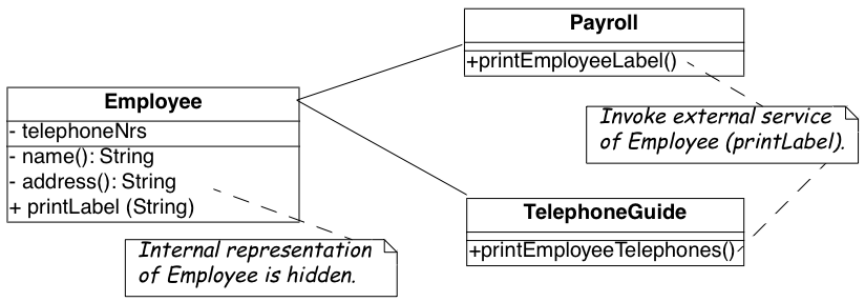 Payroll
+printEmployeeLabel()
Employee
- telephoneNrs
- name(): String
- address(): String
+ printLabel (String)
Invoke external service
of Employee (printLabel).
TelephoneGuide
+printEmployeeTelephones()
Internal representation
of Employee is hidden.